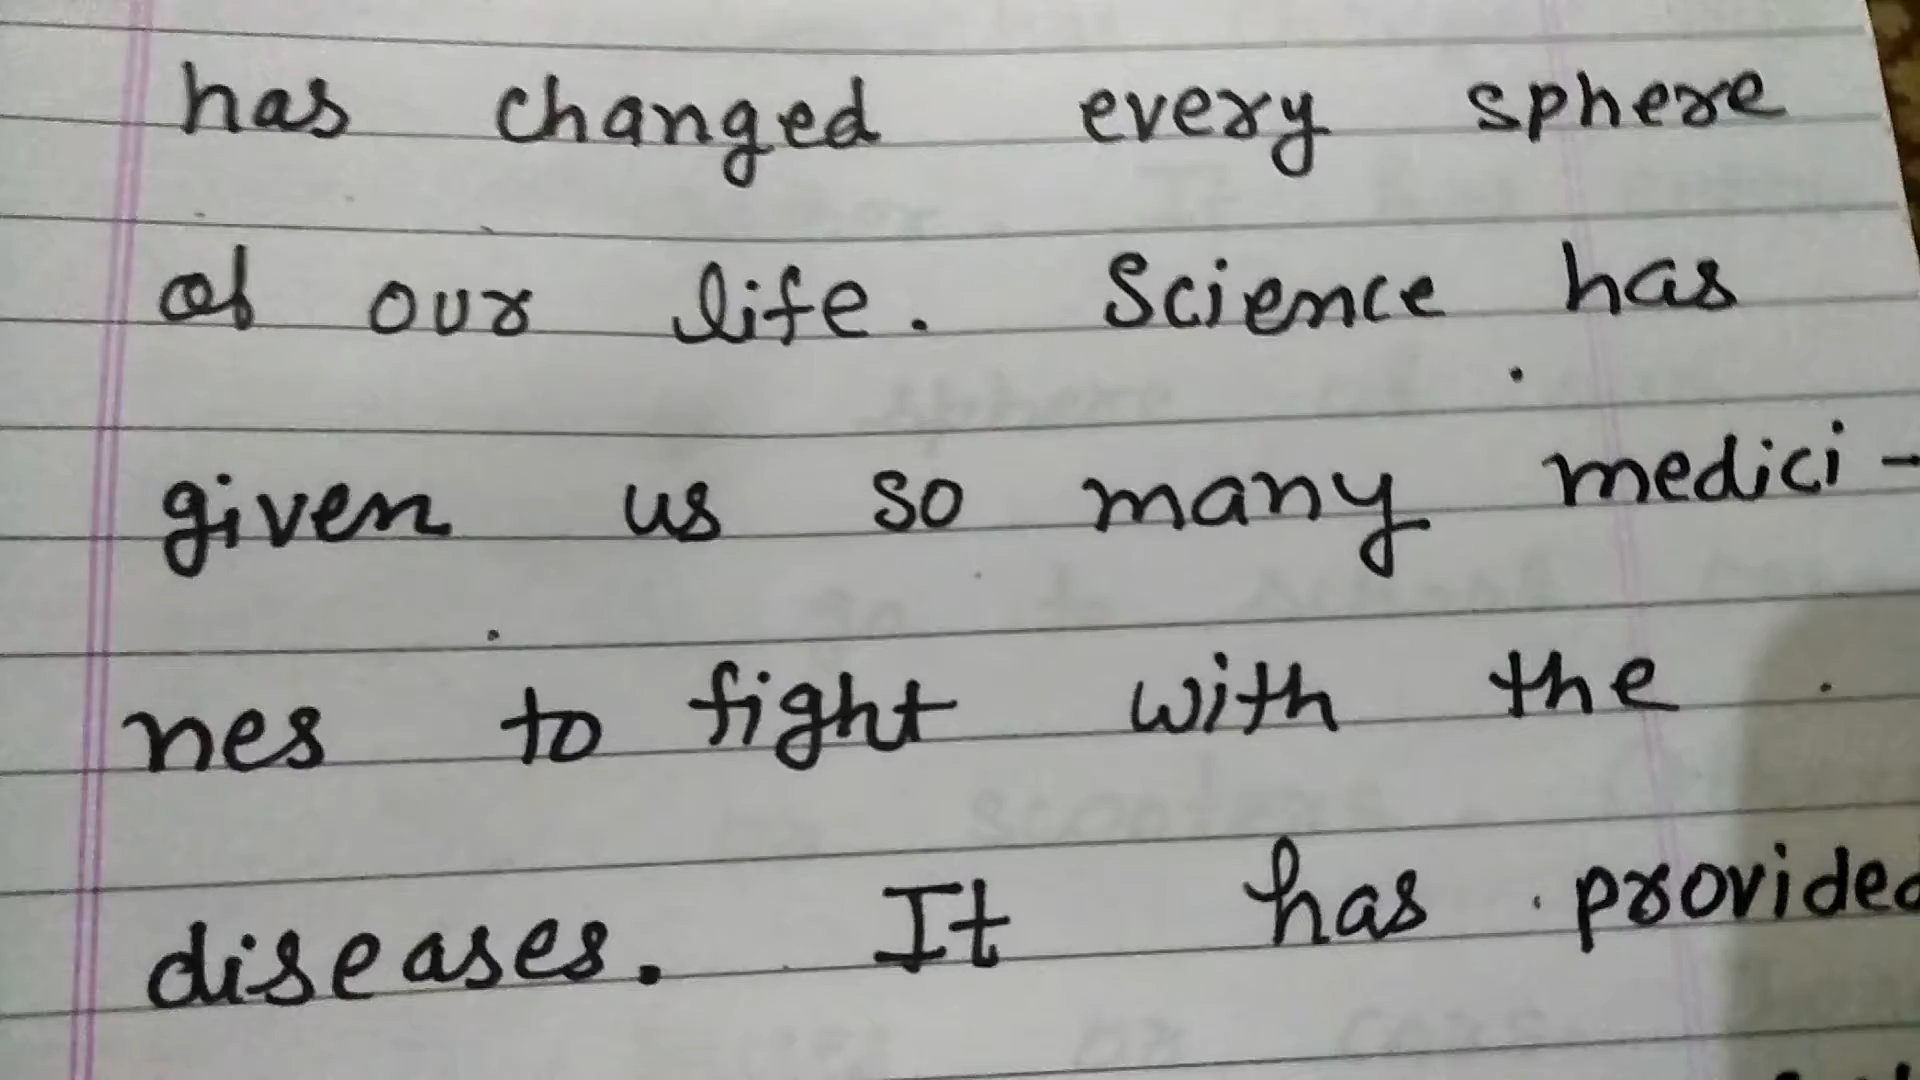 has changed every sphere
of our life. Science has
given us so many medici-
nes to fight with the
diseases. It has provided